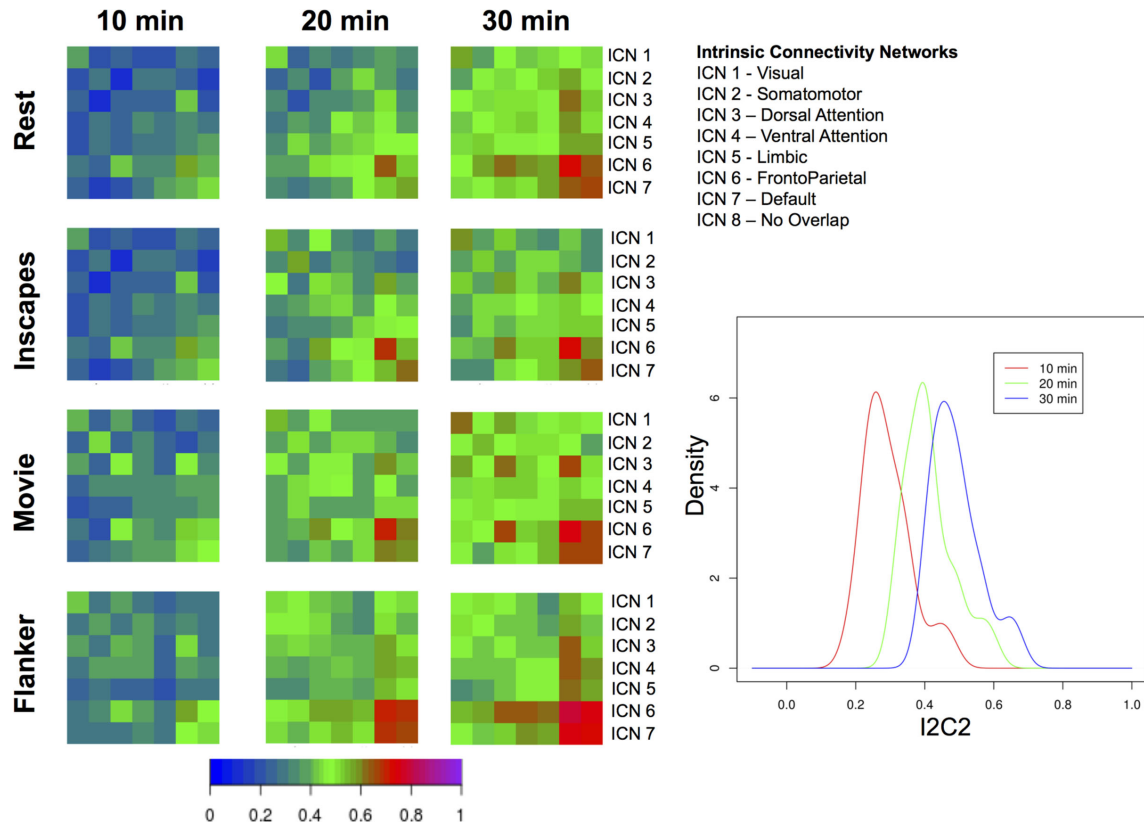 10 min 20 min 30 min
Rest
ICN 1
ICN 2
ICN 3
ICN 4
ICN 5
ICN 6
ICN 7
Inscapes
ICN 1
ICN 2
ICN 3
ICN 4
ICN 5
ICN 6
ICN 7
Movie
ICN 1
ICN 2
ICN 3
ICN 4
ICN 5
ICN 6
ICN 7
Flanker
ICN 1
ICN 2
ICN 3
ICN 4
ICN 5
ICN 6
ICN 7
0 0.2 0.4 0.6 0.8 1
Intrinsic Connectivity Networks
ICN 1 - Visual
ICN 2 - Somatomotor
ICN 3 – Dorsal Attention
ICN 4 – Ventral Attention
ICN 5 - Limbic
ICN 6 - FrontoParietal
ICN 7 - Default
ICN 8 – No Overlap
10 min
20 min
30 min
Density
6
4
2
0
0.0 0.2 0.4 0.6 0.8 1.0
I2C2